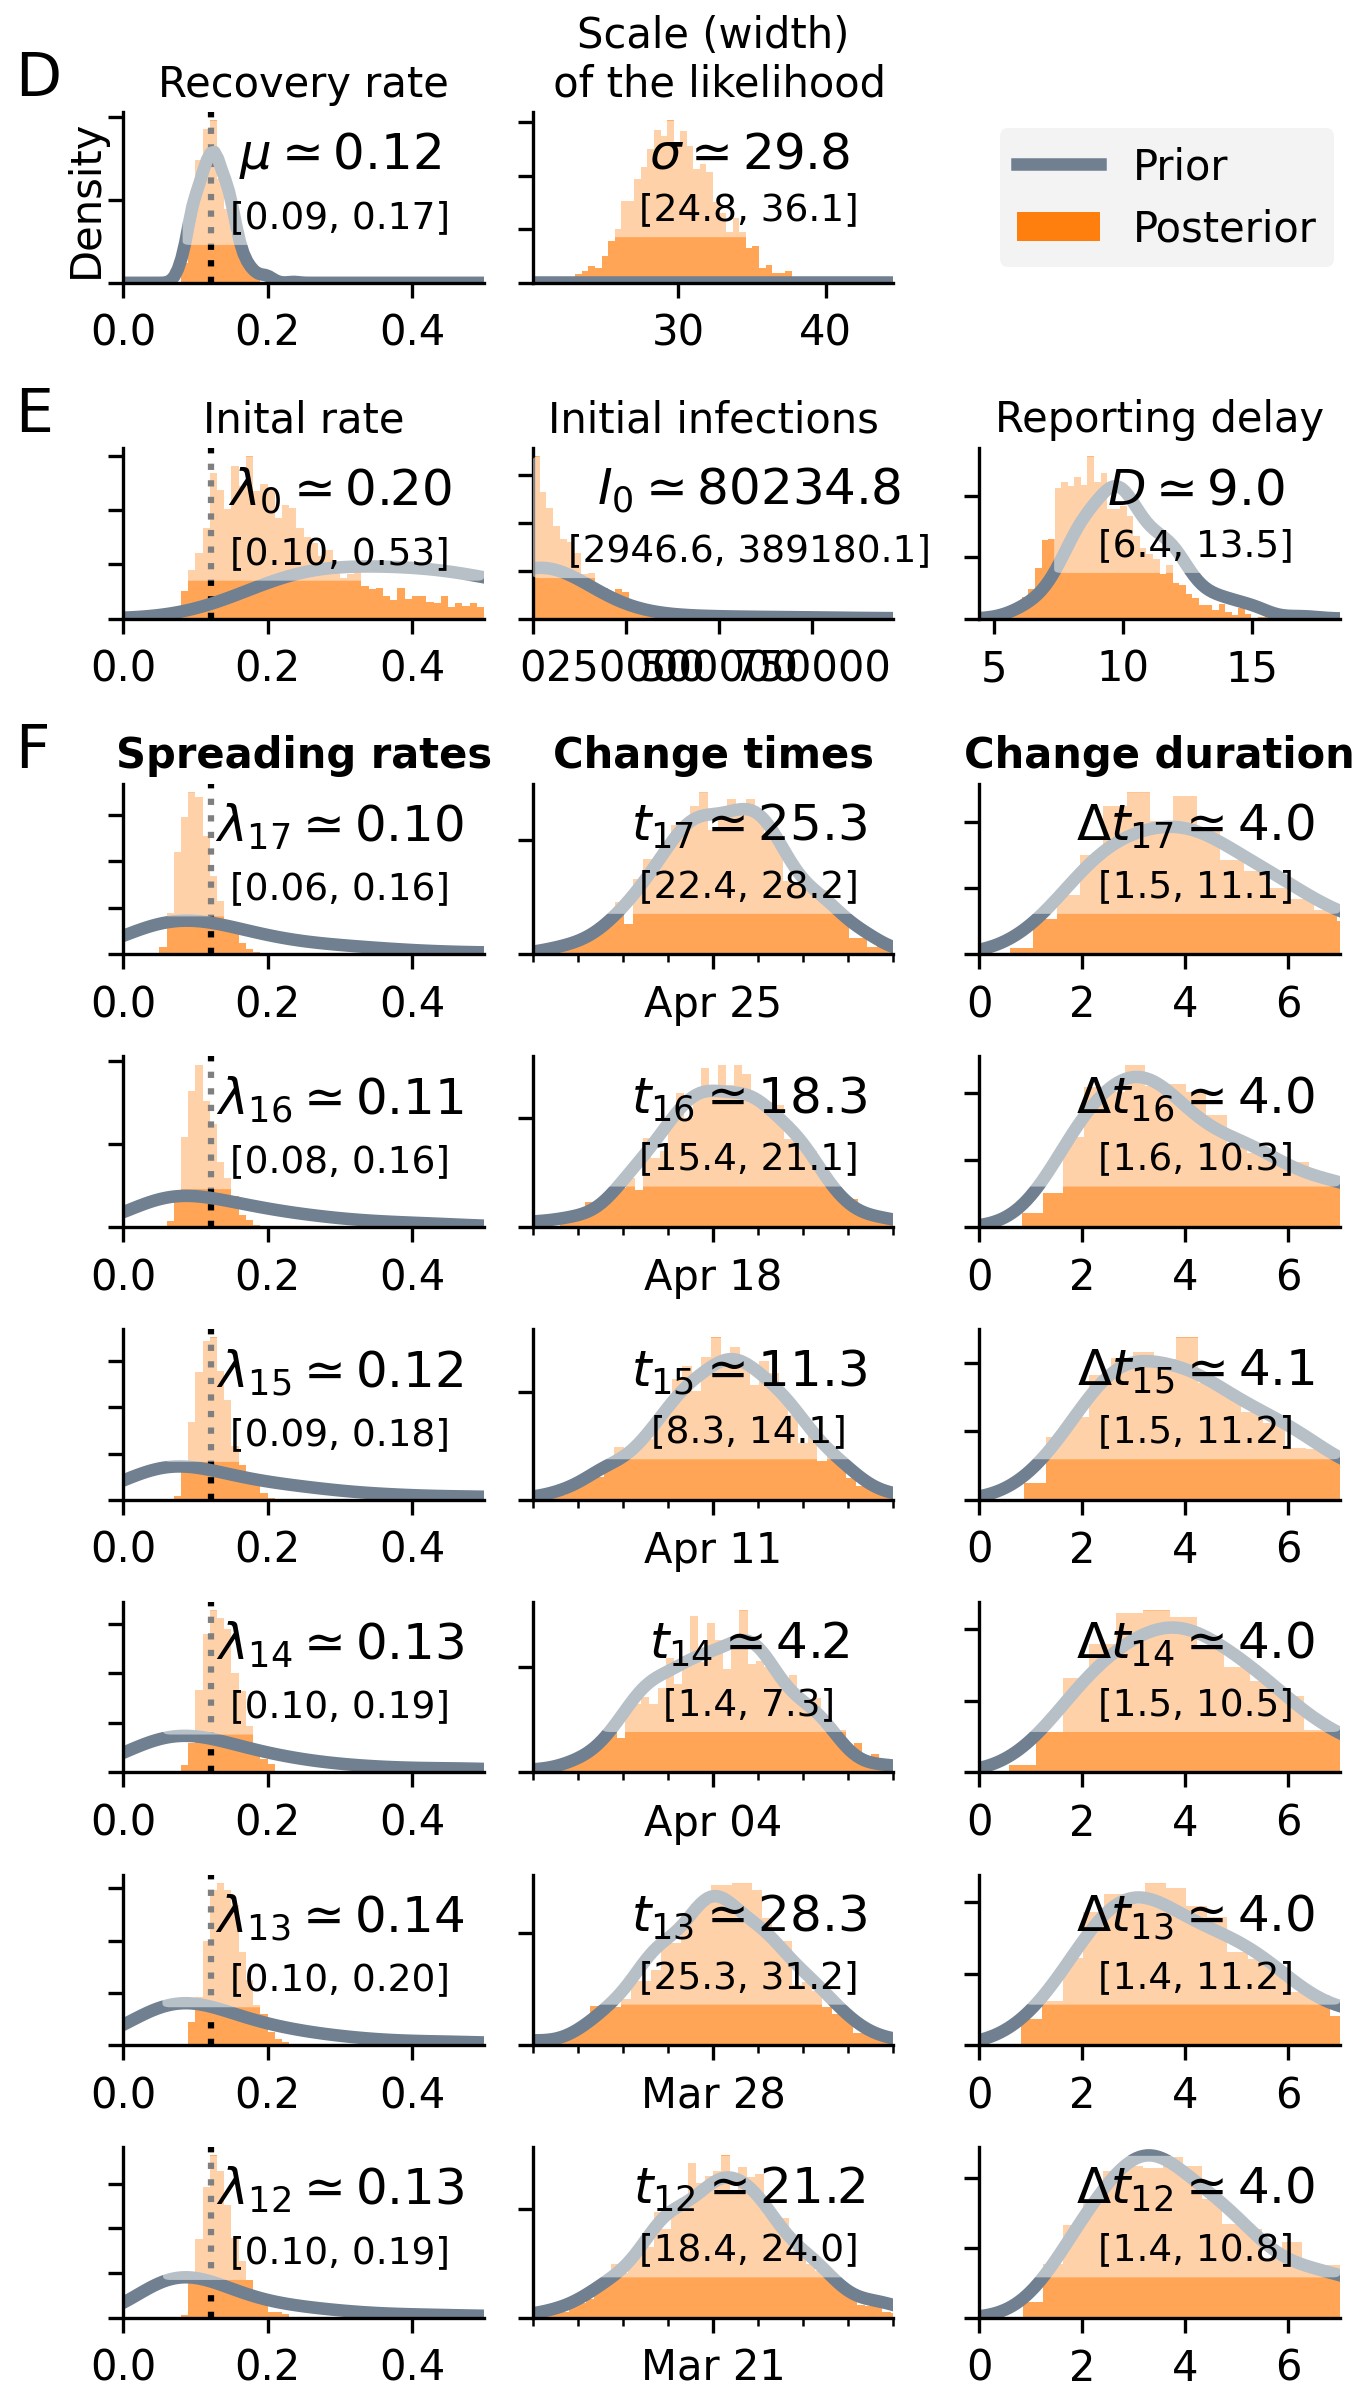 D
Recovery rate
Scale (width)
of the likelihood
Density
μ ≃ 0.12
[0.09, 0.17]
σ ≃ 29.8
[24.8, 36.1]
Prior
Posterior
0.0 0.2 0.4
30 40
E
Inital rate
Initial infections
Reporting delay
λ0 ≃ 0.20
[0.10, 0.53]
I0 ≃ 80234.8
[2946.6, 389180.1]
D ≃ 9.0
[6.4, 13.5]
0.0 0.2 0.4
0 250000 500000 750000
5 10 15
F
Spreading rates
Change times
Change duration
λ17 ≃ 0.10
[0.06, 0.16]
t17 ≃ 25.3
[22.4, 28.2]
Δt17 ≃ 4.0
[1.5, 11.1]
0.0 0.2 0.4
Apr 25
0 2 4 6
λ16 ≃ 0.11
[0.08, 0.16]
t16 ≃ 18.3
[15.4, 21.1]
Δt16 ≃ 4.0
[1.6, 10.3]
0.0 0.2 0.4
Apr 18
0 2 4 6
λ15 ≃ 0.12
[0.09, 0.18]
t15 ≃ 11.3
[8.3, 14.1]
Δt15 ≃ 4.1
[1.5, 11.2]
0.0 0.2 0.4
Apr 11
0 2 4 6
λ14 ≃ 0.13
[0.10, 0.19]
t14 ≃ 4.2
[1.4, 7.3]
Δt14 ≃ 4.0
[1.5, 10.5]
0.0 0.2 0.4
Apr 04
0 2 4 6
λ13 ≃ 0.14
[0.10, 0.20]
t13 ≃ 28.3
[25.3, 31.2]
Δt13 ≃ 4.0
[1.4, 11.2]
0.0 0.2 0.4
Mar 28
0 2 4 6
λ12 ≃ 0.13
[0.10, 0.19]
t12 ≃ 21.2
[18.4, 24.0]
Δt12 ≃ 4.0
[1.4, 10.8]
0.0 0.2 0.4
Mar 21
0 2 4 6